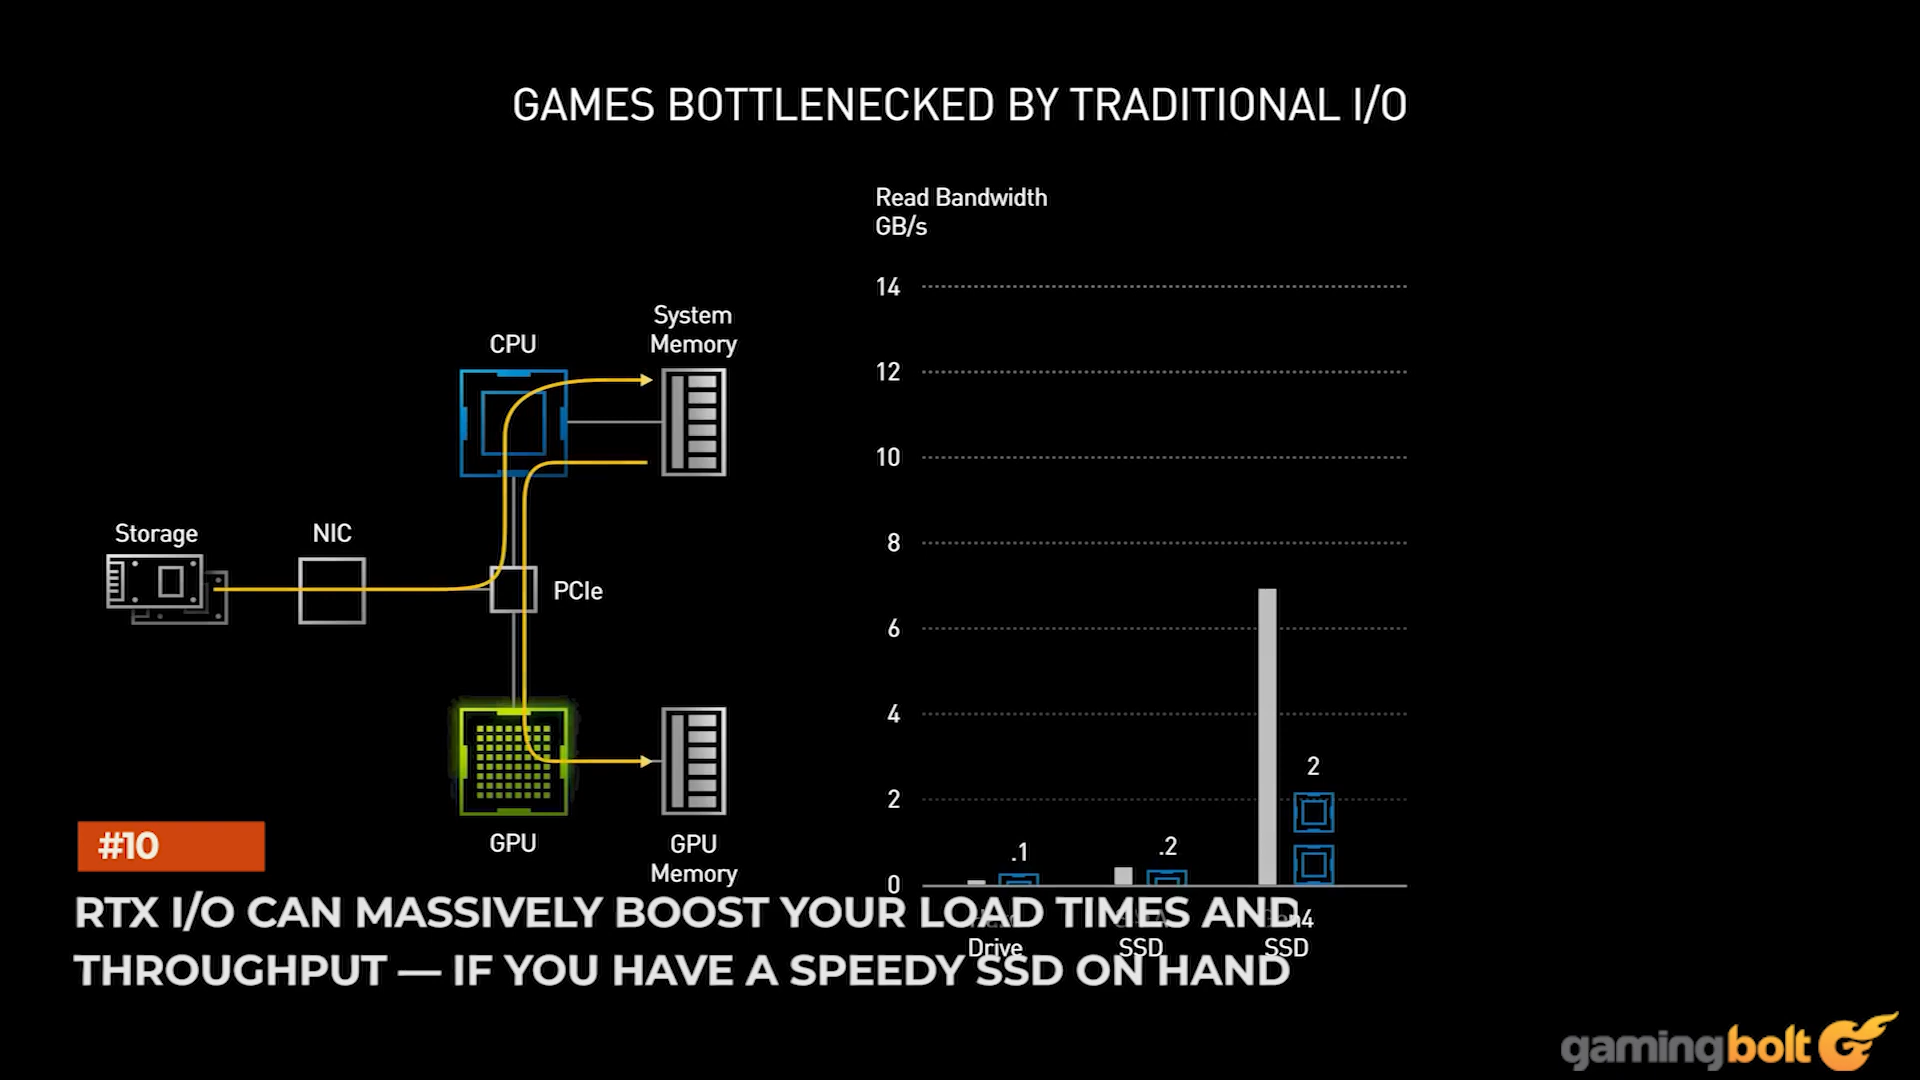 GAMES BOTTLENECKED BY TRADITIONAL I/O
Read Bandwidth
GB/s
14
12
10
8
6
4
2
0
System
Memory
CPU
Storage
NIC
PCIe
GPU
GPU
Memory
.1
.2
2
Drive
SSD
SSD
#10
RTX I/O CAN MASSIVELY BOOST YOUR LOAD TIMES AND
THROUGHPUT — IF YOU HAVE A SPEEDY SSD ON HAND
gamingbolt